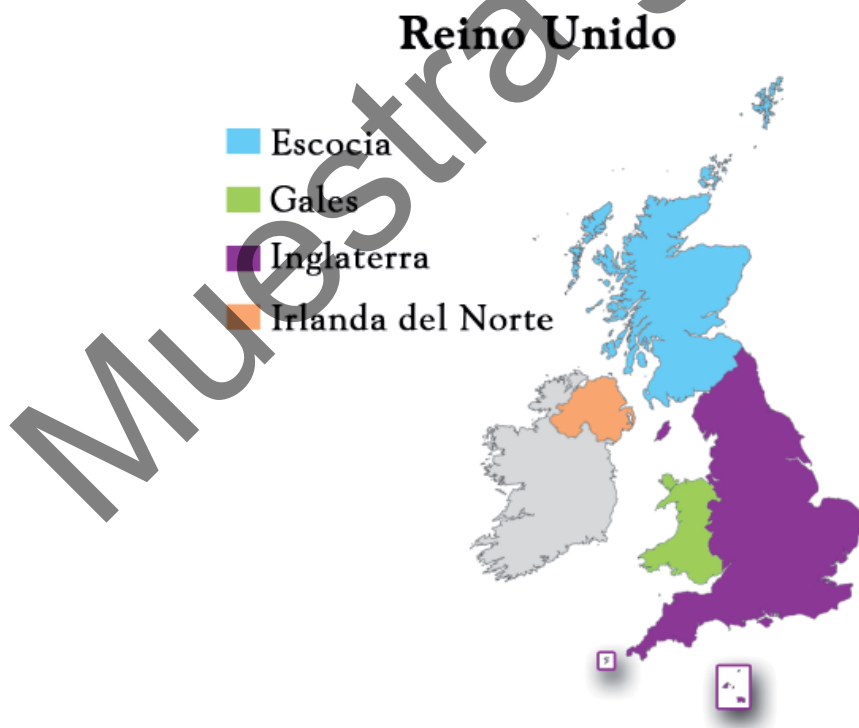 Reino Unido
Escocia
Gales
Inglaterra
Irlanda del Norte
Muestra